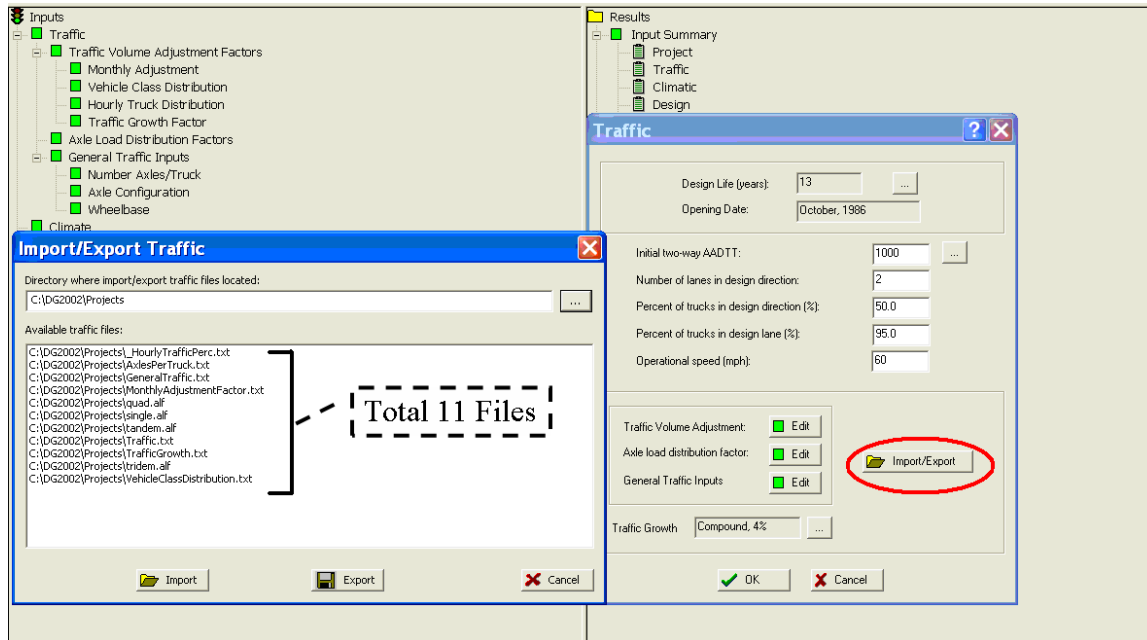 Inputs
Traffic
Traffic Volume Adjustment Factors
Monthly Adjustment
Vehicle Class Distribution
Hourly Truck Distribution
Traffic Growth Factor
Axle Load Distribution Factors
General Traffic Inputs
Number Axles/Truck
Axle Configuration
Wheelbase
Climate
Results
Input Summary
Project
Traffic
Climatic
Design
Import/Export Traffic
Directory where import/export traffic files located:
C:\DG2002\Projects
...
Available traffic files:
C:\DG2002\Projects\_HourlyTrafficPerc.txt
C:\DG2002\Projects\AxlesPerTruck.txt
C:\DG2002\Projects\GeneralTraffic.txt
C:\DG2002\Projects\MonthlyAdjustmentFactor.txt
C:\DG2002\Projects\quad.alf
C:\DG2002\Projects\single.alf
C:\DG2002\Projects\tandem.alf
C:\DG2002\Projects\Traffic.txt
C:\DG2002\Projects\TrafficGrowth.txt
C:\DG2002\Projects\tridem.alf
C:\DG2002\Projects\VehicleClassDistribution.txt
Total 11 Files
Import Export Cancel
Traffic ?
Design Life (years): 13 ...
Opening Date: October, 1986
Initial two-way AADTT: 1000 ...
Number of lanes in design direction: 2
Percent of trucks in design direction (%): 50.0
Percent of trucks in design lane (%): 95.0
Operational speed (mph): 60
Traffic Volume Adjustment: Edit
Axle load distribution factor: Edit
Import/Export
General Traffic Inputs Edit
Traffic Growth Compound, 4% ...
OK Cancel